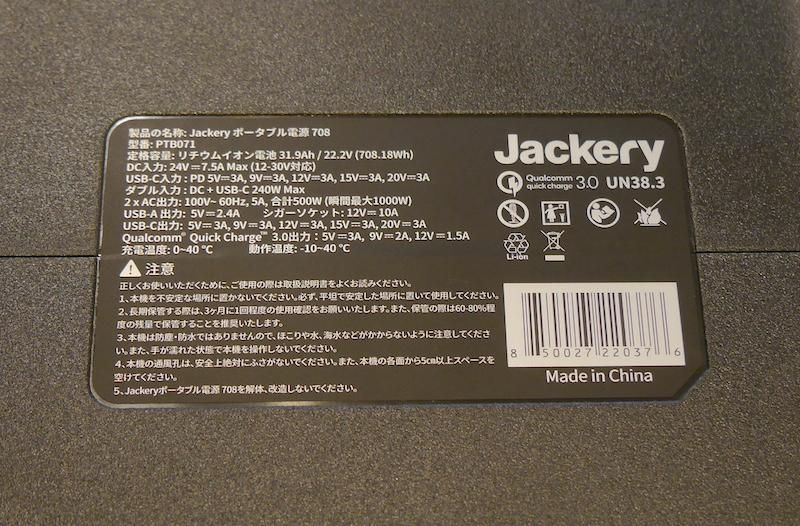 製品の名称: Jackery ポータブル電源 708
型番: PTB071
定格容量: リチウムイオン電池 31.9Ah / 22.2V (708.18Wh)
DC入力: 24V⎓7.5A Max (12-30V対応)
USB-C入力: PD 5V⎓3A, 9V⎓3A, 12V⎓3A, 15V⎓3A, 20V⎓3A
ダブル入力: DC + USB-C 240W Max
2 x AC出力: 100V~ 60Hz, 5A, 合計500W (瞬間最大1000W)
USB-A 出力: 5V⎓2.4A シガーソケット: 12V⎓10A
USB-C出力: 5V⎓3A, 9V⎓3A, 12V⎓3A, 15V⎓3A, 20V⎓3A
Qualcomm® Quick Charge™ 3.0出力: 5V⎓3A, 9V⎓2A, 12V⎓1.5A
充電温度: 0~40 ℃ 動作温度: -10~40 ℃
注意
正しくお使いいただくために、ご使用の際は取扱説明書をよくお読みください。
1、本機を不安定な場所に置かないでください。必ず、平坦で安定した場所に置いて使用してください。
2、長期保管する際は、3ヶ月に1回程度の使用確認をお願いいたします。また、保管の際は60-80%程
度の残量で保管することを推奨いたします。
3、本機は防塵・防水ではありませんので、ほこりや水、海水などがかからないように注意してくださ
い。また、手が濡れた状態で本機を操作しないでください。
4、本機の通風孔は、安全上絶対にふさがないでください。また、本機の各面から5cm以上スペースを
空けてください。
5、Jackeryポータブル電源 708を解体、改造しないでください。
Jackery
Qualcomm
quick charge 3.0 UN38.3
Li-ion
8 50027 22037 6
Made in China